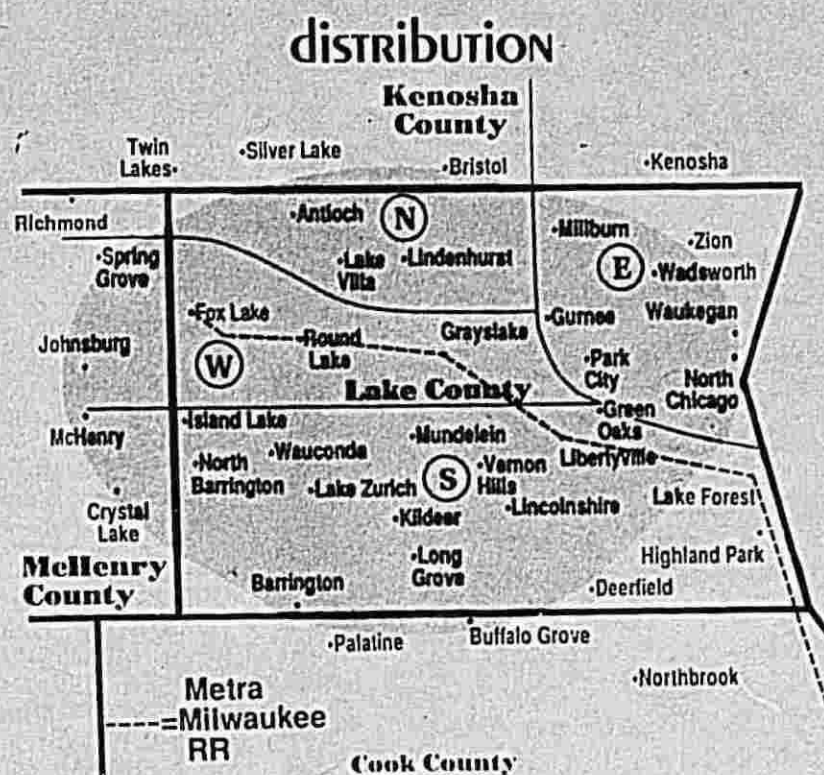 distribution
Kenosha
County
Twin
Lakes
Silver Lake
Bristol
Kenosha
Richmond
Antioch
N
Millburn
Zion
Spring
Grove
Lake
Villa
Lindenhurst
E
Wadsworth
Fox Lake
Grayslake
Gurnee
Waukegan
Johnsburg
Round
Lake
W
Park
City
North
Chicago
Lake County
McHenry
Island Lake
Green
Oaks
Mundelein
North
Barrington
Wauconda
Lake Zurich
S
Vernon
Hills
Libertyville
Crystal
Lake
Kildeer
Lincolnshire
Lake Forest
McHenry
County
Barrington
Long
Grove
Highland Park
Deerfield
Palatine
Buffalo Grove
Northbrook
Metra
-----=Milwaukee
RR
Cook County